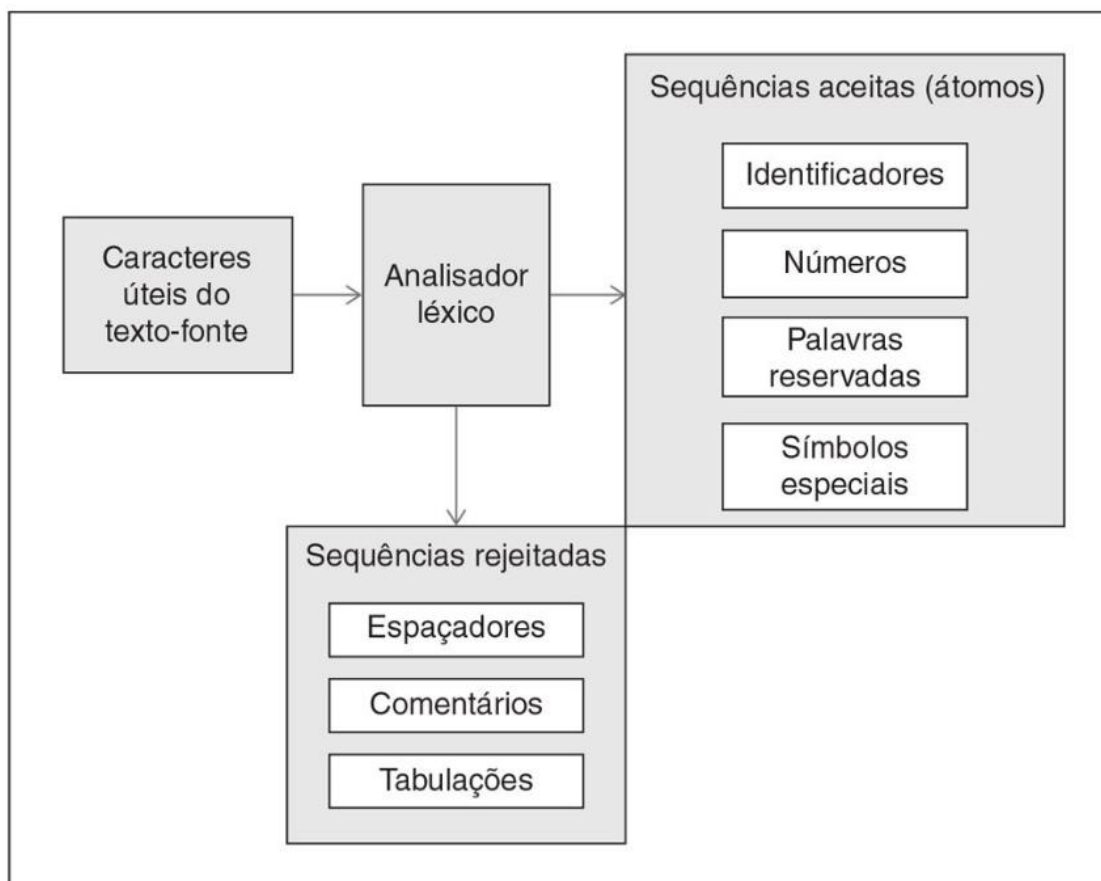 Caracteres
úteis do
texto-fonte
Analisador
léxico
Sequências aceitas (átomos)
Identificadores
Números
Palavras
reservadas
Símbolos
especiais
Sequências rejeitadas
Espaçadores
Comentários
Tabulações